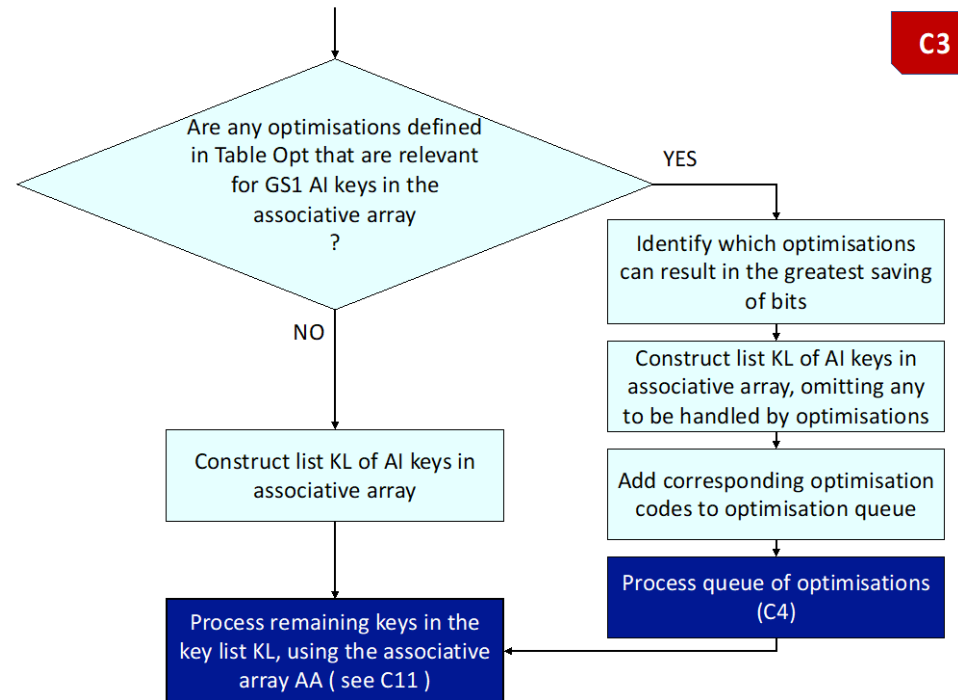 C3
Are any optimisations defined
in Table Opt that are relevant
for GS1 AI keys in the
associative array
?
YES
Identify which optimisations
can result in the greatest saving
of bits
NO
Construct list KL of AI keys in
associative array, omitting any
to be handled by optimisations
Construct list KL of AI keys in
associative array
Add corresponding optimisation
codes to optimisation queue
Process queue of optimisations
(C4)
Process remaining keys in the
key list KL, using the associative
array AA ( see C11 )